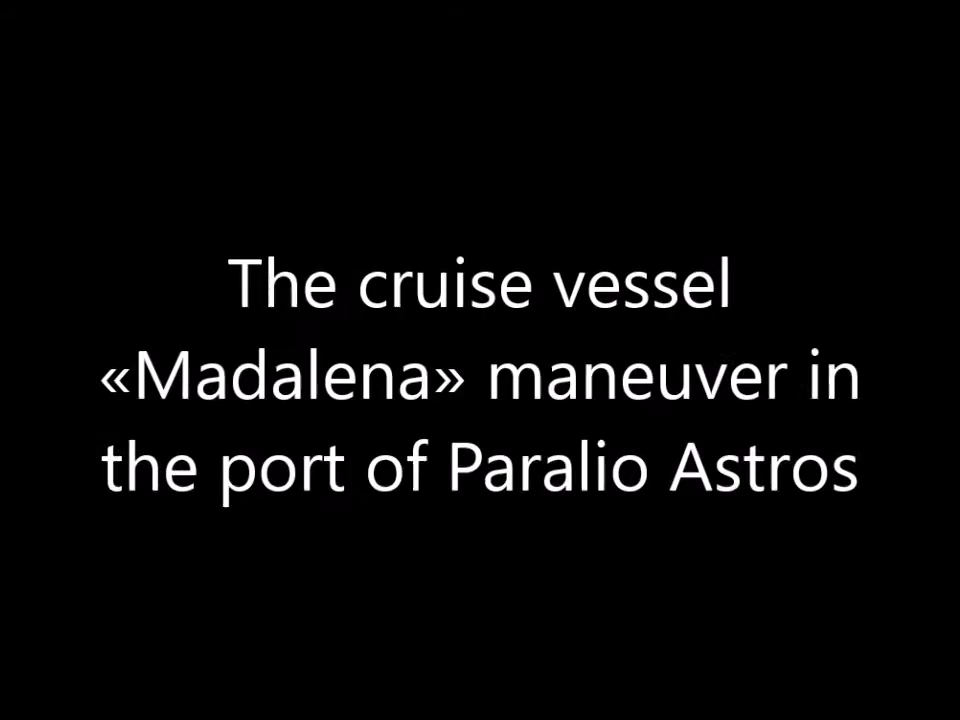 The cruise vessel
«Madalena» maneuver in
the port of Paralio Astros